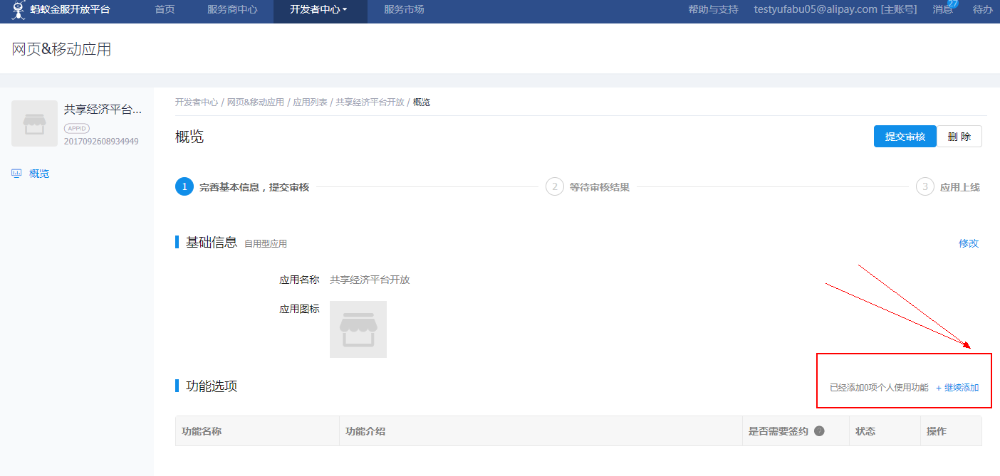 蚂蚁金服开放平台 首页 服务商中心 开发者中心 服务市场 帮助与支持 testyufabu05@alipay.com [主账号] 消息 27 待办
网页&移动应用
共享经济平台...
APPID
2017092608934949
概览
开发者中心 / 网页&移动应用 / 应用列表 / 共享经济平台开放 / 概览
概览 提交审核 删 除
1 完善基本信息，提交审核 2 等待审核结果 3 应用上线
基础信息 自用型应用 修改
应用名称 共享经济平台开放
应用图标
功能选项 已经添加0项个人使用功能 + 继续添加
功能名称 功能介绍 是否需要签约 ? 状态 操作